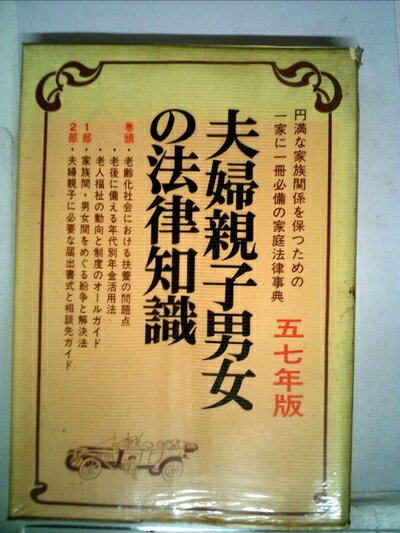 円満な家族関係を保つための
一家に一冊必備の家庭法律事典
五七年版
夫婦親子男女
の法律知識
巻頭・老齢化社会における扶養の問題点
・老後に備える年代別年金活用法
・老人福祉の動向と制度のオールガイド
1部・家族間・男女間をめぐる紛争と解決法
2部・夫婦親子に必要な届出書式と相談先ガイド